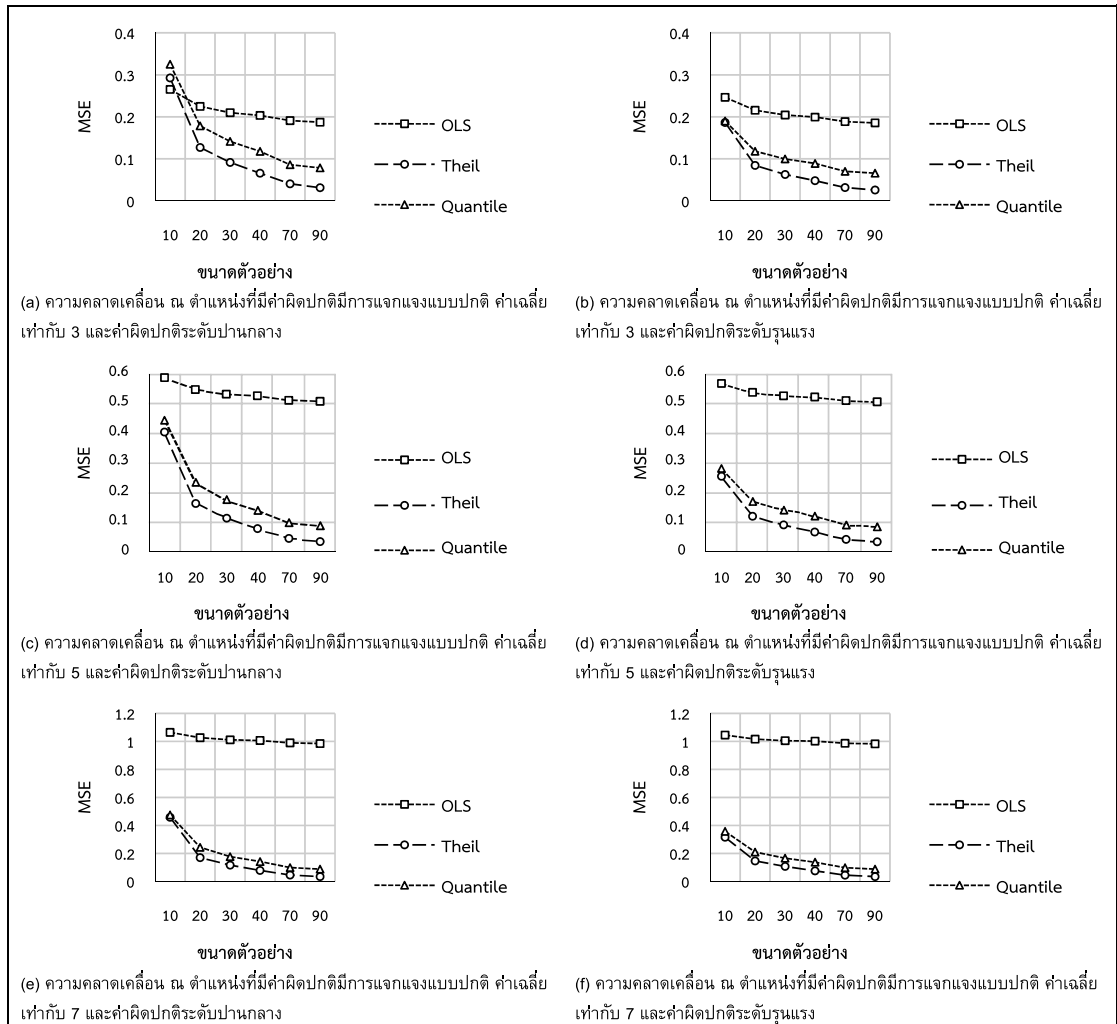 0.4
0.3
0.2
0.1
0
MSE
OLS
Theil
Quantile
10 20 30 40 70 90
ขนาดตัวอย่าง
(a) ความคลาดเคลื่อน ณ ตำแหน่งที่มีค่าผิดปกติมีการแจกแจงแบบปกติ ค่าเฉลี่ย
เท่ากับ 3 และค่าผิดปกติระดับปานกลาง
0.4
0.3
0.2
0.1
0
MSE
OLS
Theil
Quantile
10 20 30 40 70 90
ขนาดตัวอย่าง
(b) ความคลาดเคลื่อน ณ ตำแหน่งที่มีค่าผิดปกติมีการแจกแจงแบบปกติ ค่าเฉลี่ย
เท่ากับ 3 และค่าผิดปกติระดับรุนแรง
0.6
0.5
0.4
0.3
0.2
0.1
0
MSE
OLS
Theil
Quantile
10 20 30 40 70 90
ขนาดตัวอย่าง
(c) ความคลาดเคลื่อน ณ ตำแหน่งที่มีค่าผิดปกติมีการแจกแจงแบบปกติ ค่าเฉลี่ย
เท่ากับ 5 และค่าผิดปกติระดับปานกลาง
0.6
0.5
0.4
0.3
0.2
0.1
0
MSE
OLS
Theil
Quantile
10 20 30 40 70 90
ขนาดตัวอย่าง
(d) ความคลาดเคลื่อน ณ ตำแหน่งที่มีค่าผิดปกติมีการแจกแจงแบบปกติ ค่าเฉลี่ย
เท่ากับ 5 และค่าผิดปกติระดับรุนแรง
1.2
1
0.8
0.6
0.4
0.2
0
MSE
OLS
Theil
Quantile
10 20 30 40 70 90
ขนาดตัวอย่าง
(e) ความคลาดเคลื่อน ณ ตำแหน่งที่มีค่าผิดปกติมีการแจกแจงแบบปกติ ค่าเฉลี่ย
เท่ากับ 7 และค่าผิดปกติระดับปานกลาง
1.2
1
0.8
0.6
0.4
0.2
0
MSE
OLS
Theil
Quantile
10 20 30 40 70 90
ขนาดตัวอย่าง
(f) ความคลาดเคลื่อน ณ ตำแหน่งที่มีค่าผิดปกติมีการแจกแจงแบบปกติ ค่าเฉลี่ย
เท่ากับ 7 และค่าผิดปกติระดับรุนแรง